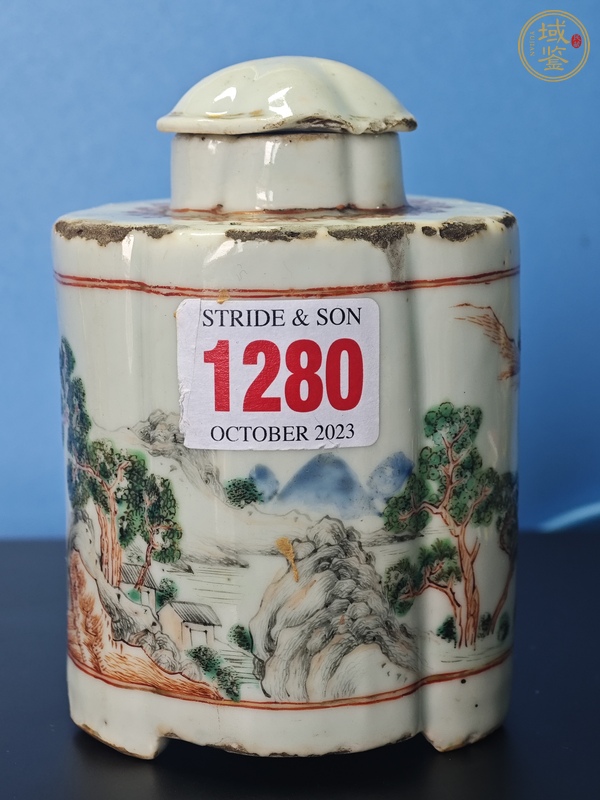 域鉴
STRIDE & SON
1280
OCTOBER 2023